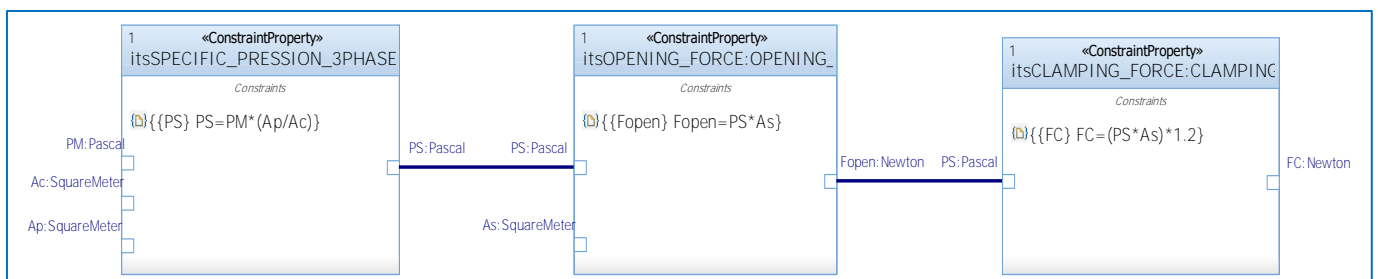 1
«ConstraintProperty»
itsSPECIFIC_PRESSION_3PHASE
Constraints
{{PS} PS=PM*(Ap/Ac)}
PM:Pascal
Ac:SquareMeter
Ap:SquareMeter
PS:Pascal
1
«ConstraintProperty»
itsOPENING_FORCE:OPENING_
Constraints
{{Fopen} Fopen=PS*As}
PS:Pascal
As:SquareMeter
Fopen:Newton
1
«ConstraintProperty»
itsCLAMPING_FORCE:CLAMPING
Constraints
{{FC} FC=(PS*As)*1.2}
PS:Pascal
FC:Newton